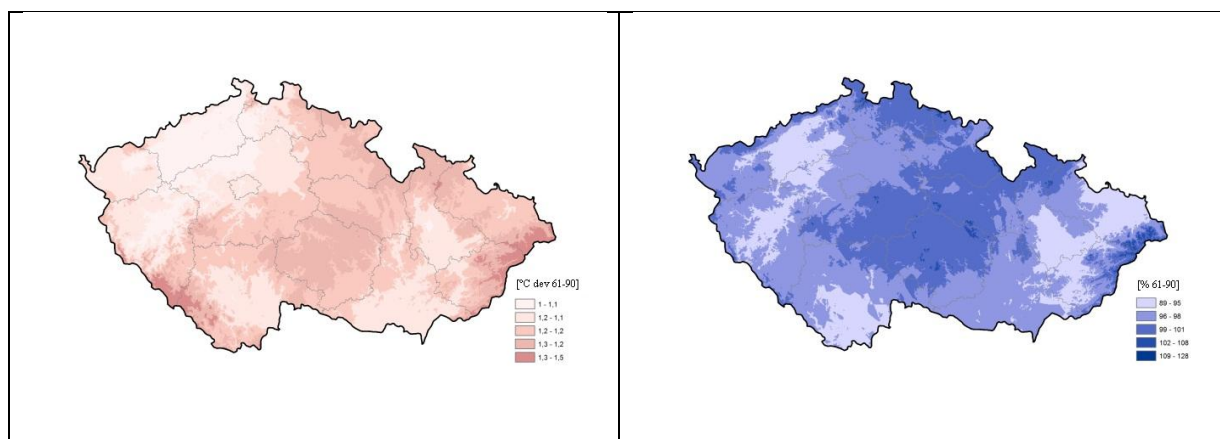 [°C dev 61-90]
1 - 1,1
1,2 - 1,1
1,2 - 1,2
1,3 - 1,2
1,3 - 1,5
[% 61-90]
89 - 95
96 - 98
99 - 101
102 - 108
109 - 128